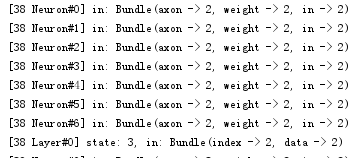 [38 Neuron#0] in: Bundle(axon -> 2, weight -> 2, in -> 2)
[38 Neuron#1] in: Bundle(axon -> 2, weight -> 2, in -> 2)
[38 Neuron#2] in: Bundle(axon -> 2, weight -> 2, in -> 2)
[38 Neuron#3] in: Bundle(axon -> 2, weight -> 2, in -> 2)
[38 Neuron#4] in: Bundle(axon -> 2, weight -> 2, in -> 2)
[38 Neuron#5] in: Bundle(axon -> 2, weight -> 2, in -> 2)
[38 Neuron#6] in: Bundle(axon -> 2, weight -> 2, in -> 2)
[38 Layer#0] state: 3, in: Bundle(index -> 2, data -> 2)